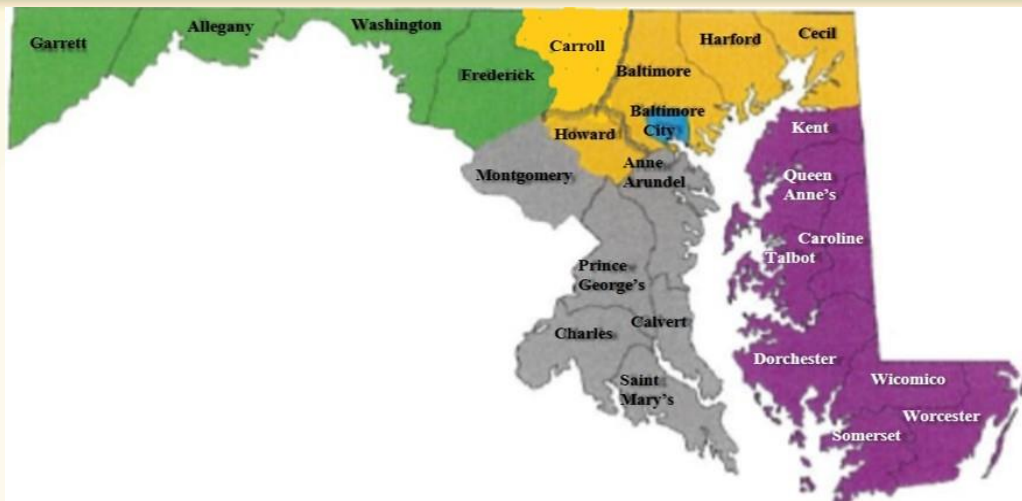 Garrett
Allegany
Washington
Frederick
Carroll
Baltimore
Harford
Cecil
Baltimore
City
Howard
Montgomery
Anne
Arundel
Prince
George's
Charles
Calvert
Saint
Mary's
Kent
Queen
Anne's
Caroline
Talbot
Dorchester
Wicomico
Worcester
Somerset